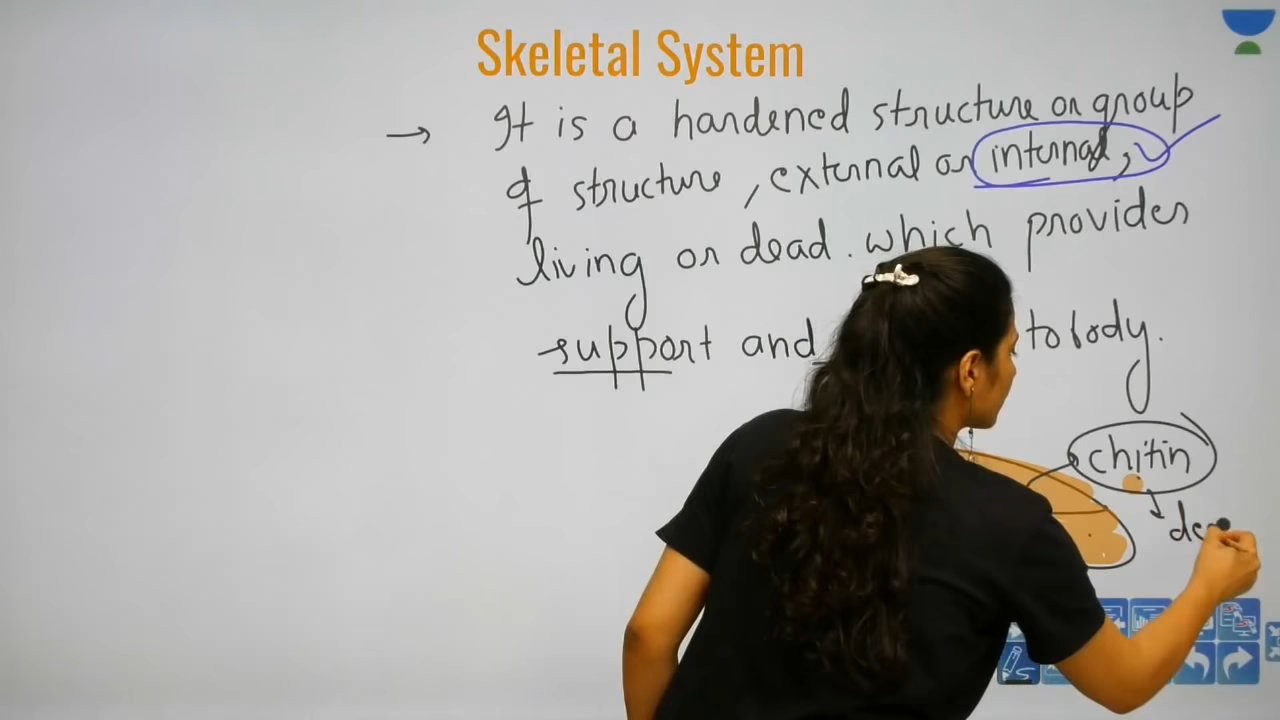 Skeletal System
→ It is a hardened structure or group
of structure, external or internal, ✓
living or dead. which provides
support and to body.
chitin